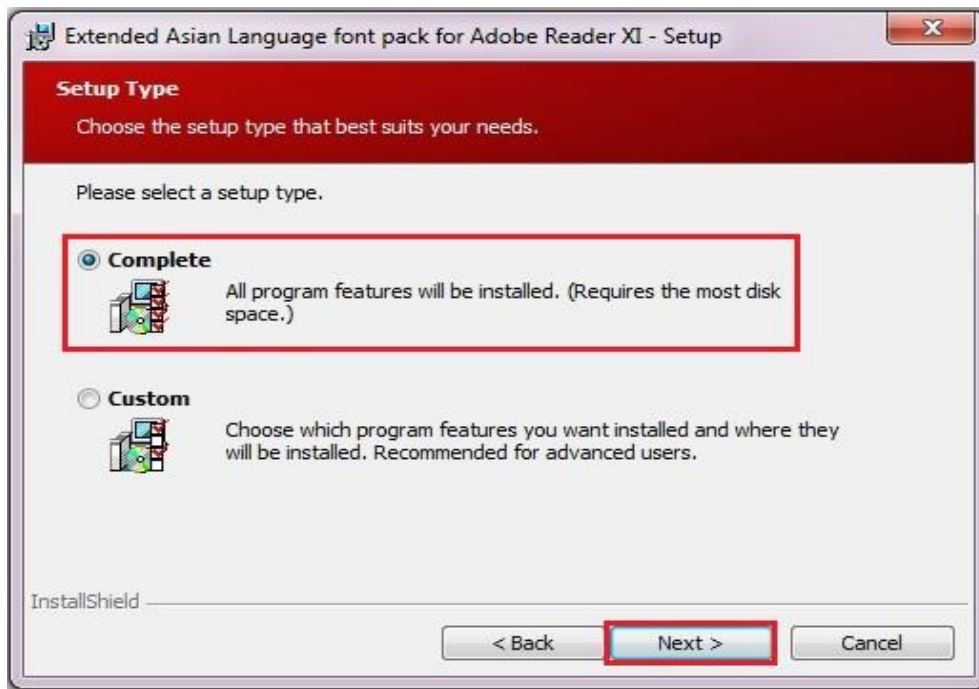 Extended Asian Language font pack for Adobe Reader XI - Setup
Setup Type
Choose the setup type that best suits your needs.
Please select a setup type.
Complete
All program features will be installed. (Requires the most disk
space.)
Custom
Choose which program features you want installed and where they
will be installed. Recommended for advanced users.
InstallShield
< Back
Next >
Cancel